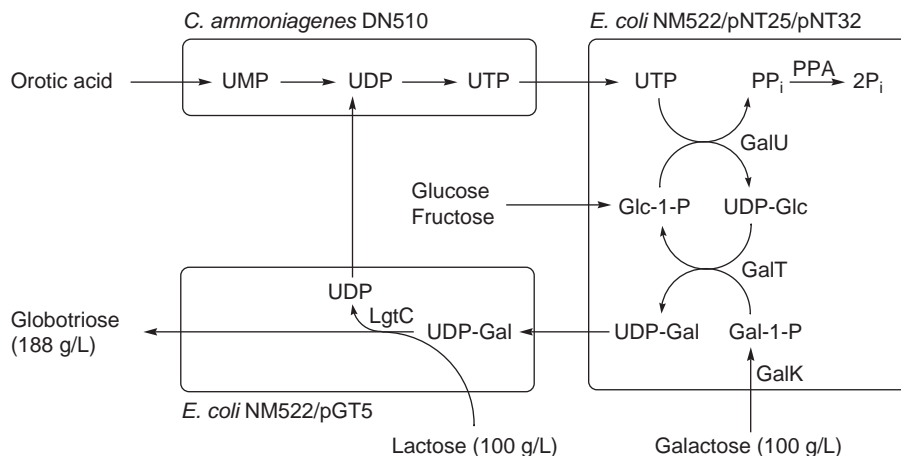 C. ammoniagenes DN510
E. coli NM522/pNT25/pNT32
Orotic acid
UMP
UDP
UTP
UTP
PPi
PPA
2Pi
GalU
Glucose
Fructose
Glc-1-P
UDP-Glc
GalT
UDP
LgtC
Globotriose
(188 g/L)
UDP-Gal
UDP-Gal
Gal-1-P
GalK
E. coli NM522/pGT5
Lactose (100 g/L)
Galactose (100 g/L)